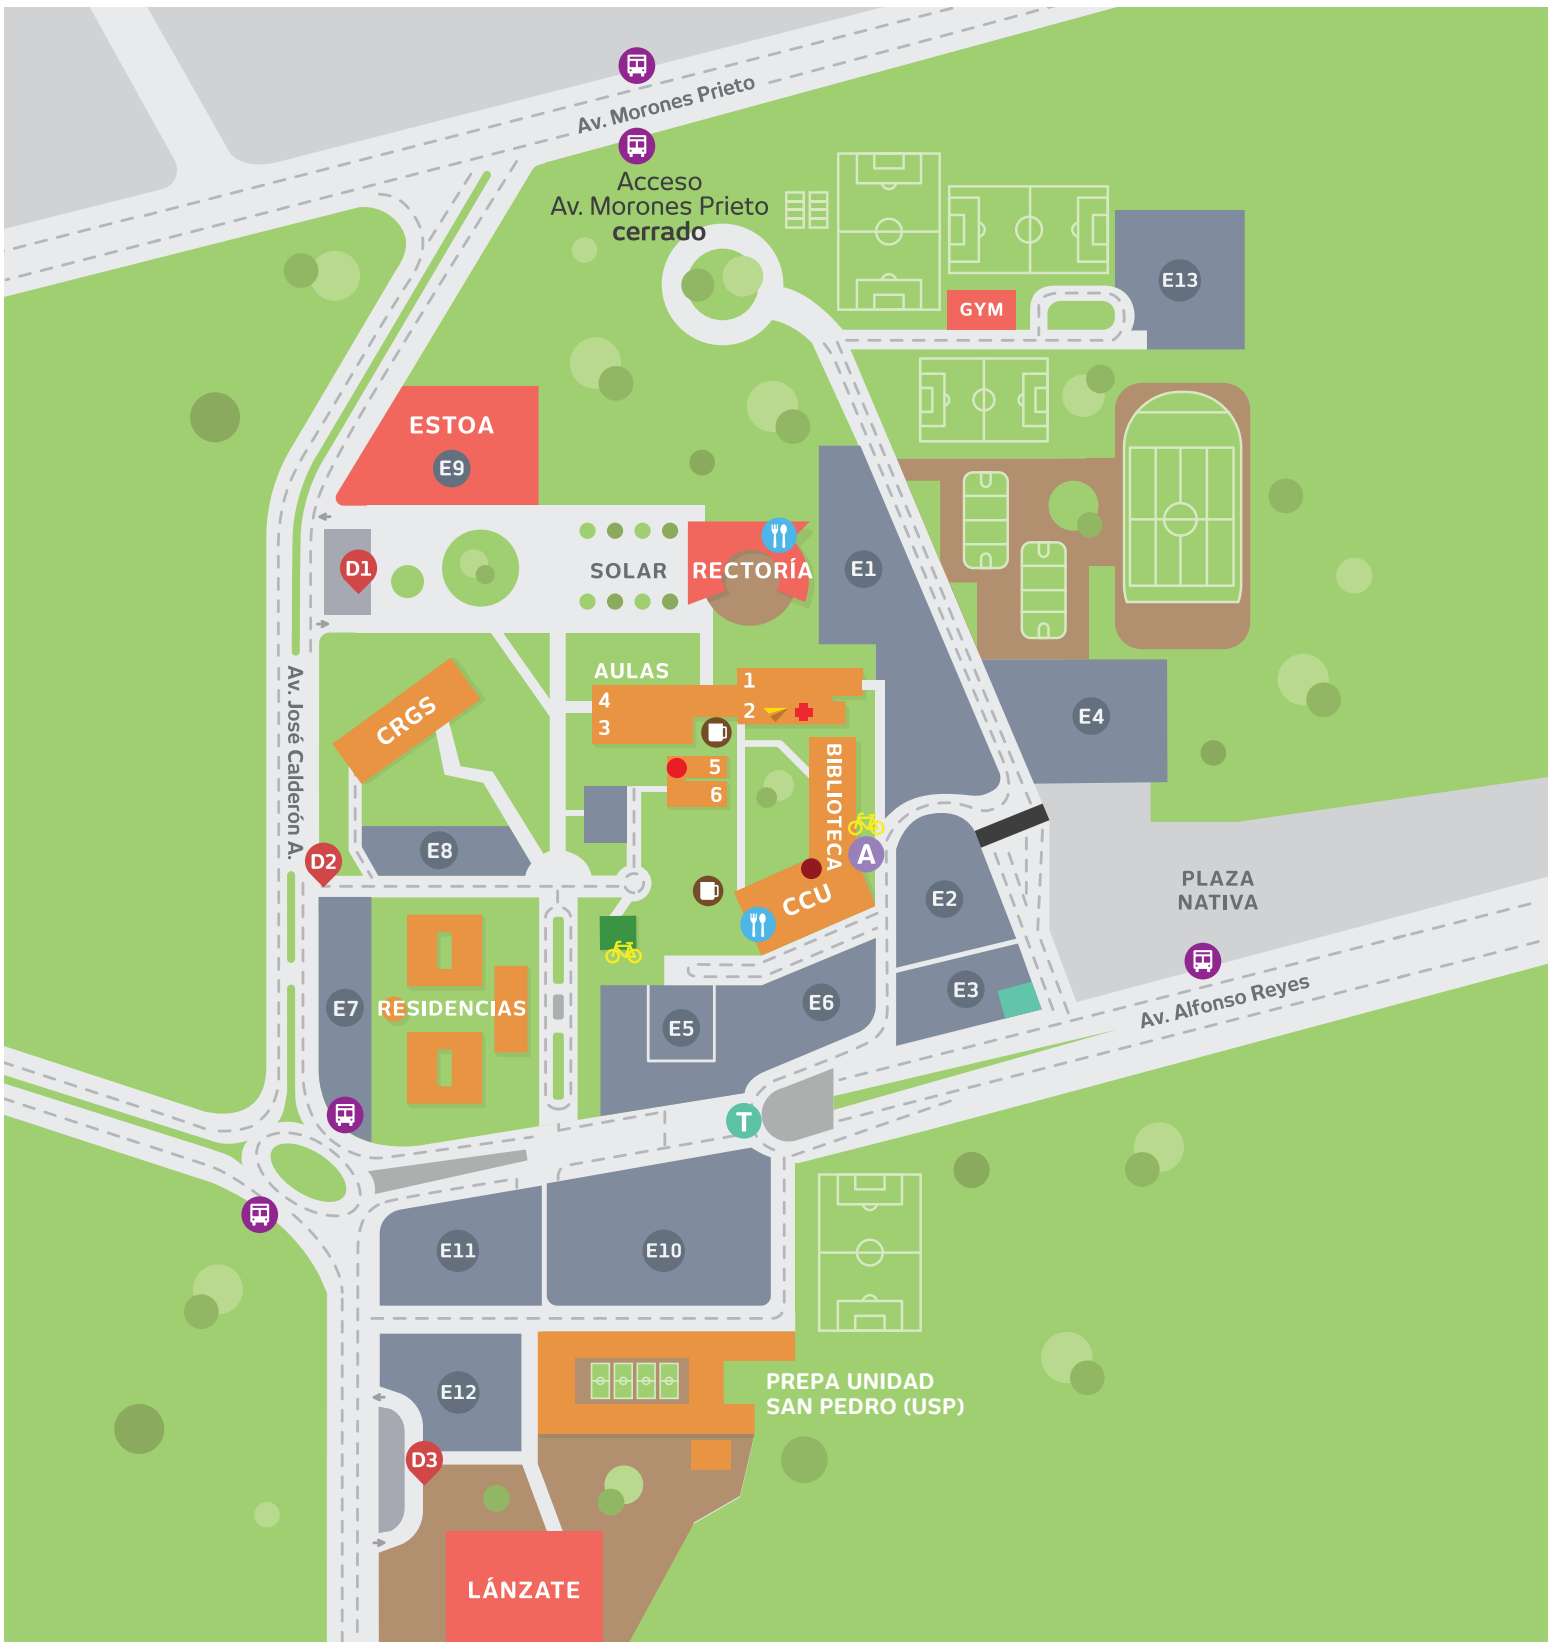 Av. Morones Prieto
Acceso
Av. Morones Prieto
cerrado
E13
GYM
ESTOA
E9
D1
SOLAR
RECTORÍA
E1
Av. José Calderón A.
AULAS
1
4
2
3
CRGS
E4
5
6
BIBLIOTECA
D2
E8
A
CCU
E2
PLAZA
NATIVA
E7
RESIDENCIAS
E5
E6
E3
Av. Alfonso Reyes
T
E11
E10
E12
PREPA UNIDAD
SAN PEDRO (USP)
D3
LÁNZATE